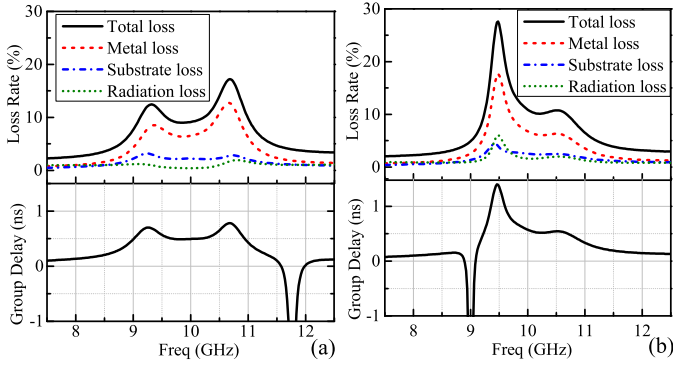 30
Total loss
Metal loss
Substrate loss
Radiation loss
20
10
0
Loss Rate (%)
1
0
-1
Group Delay (ns)
8 9 10 11 12
Freq (GHz)
(a)
30
Total loss
Metal loss
Substrate loss
Radiation loss
20
10
0
Loss Rate (%)
1
0
-1
Group Delay (ns)
8 9 10 11 12
Freq (GHz)
(b)